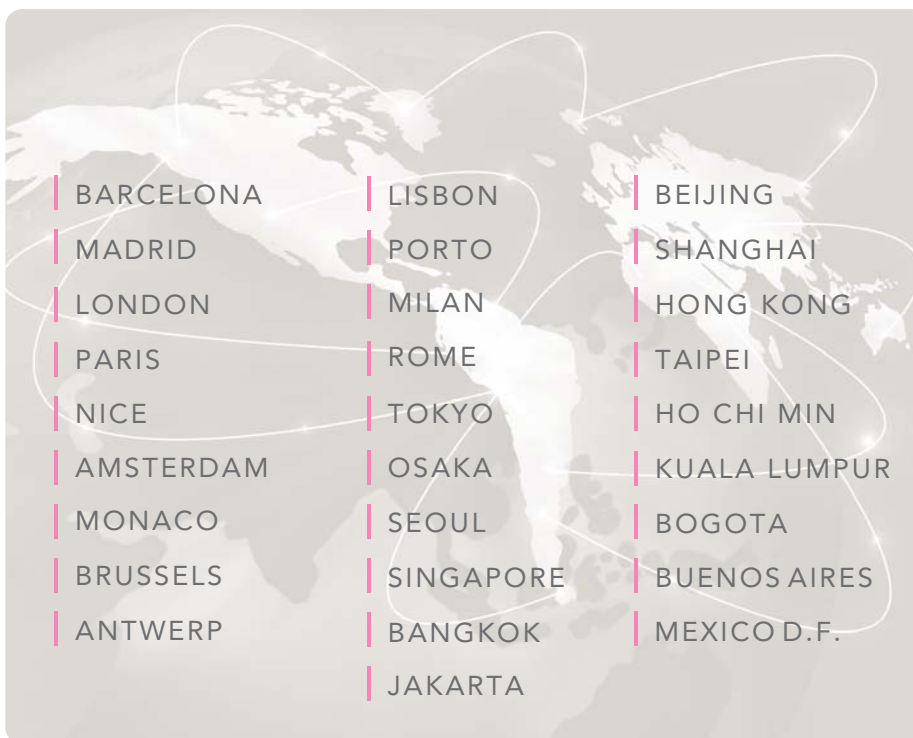 BARCELONA
MADRID
LONDON
PARIS
NICE
AMSTERDAM
MONACO
BRUSSELS
ANTWERP
LISBON
PORTO
MILAN
ROME
TOKYO
OSAKA
SEOUL
SINGAPORE
BANGKOK
JAKARTA
BEIJING
SHANGHAI
HONG KONG
TAIPEI
HO CHI MIN
KUALA LUMPUR
BOGOTA
BUENOS AIRES
MEXICO D.F.